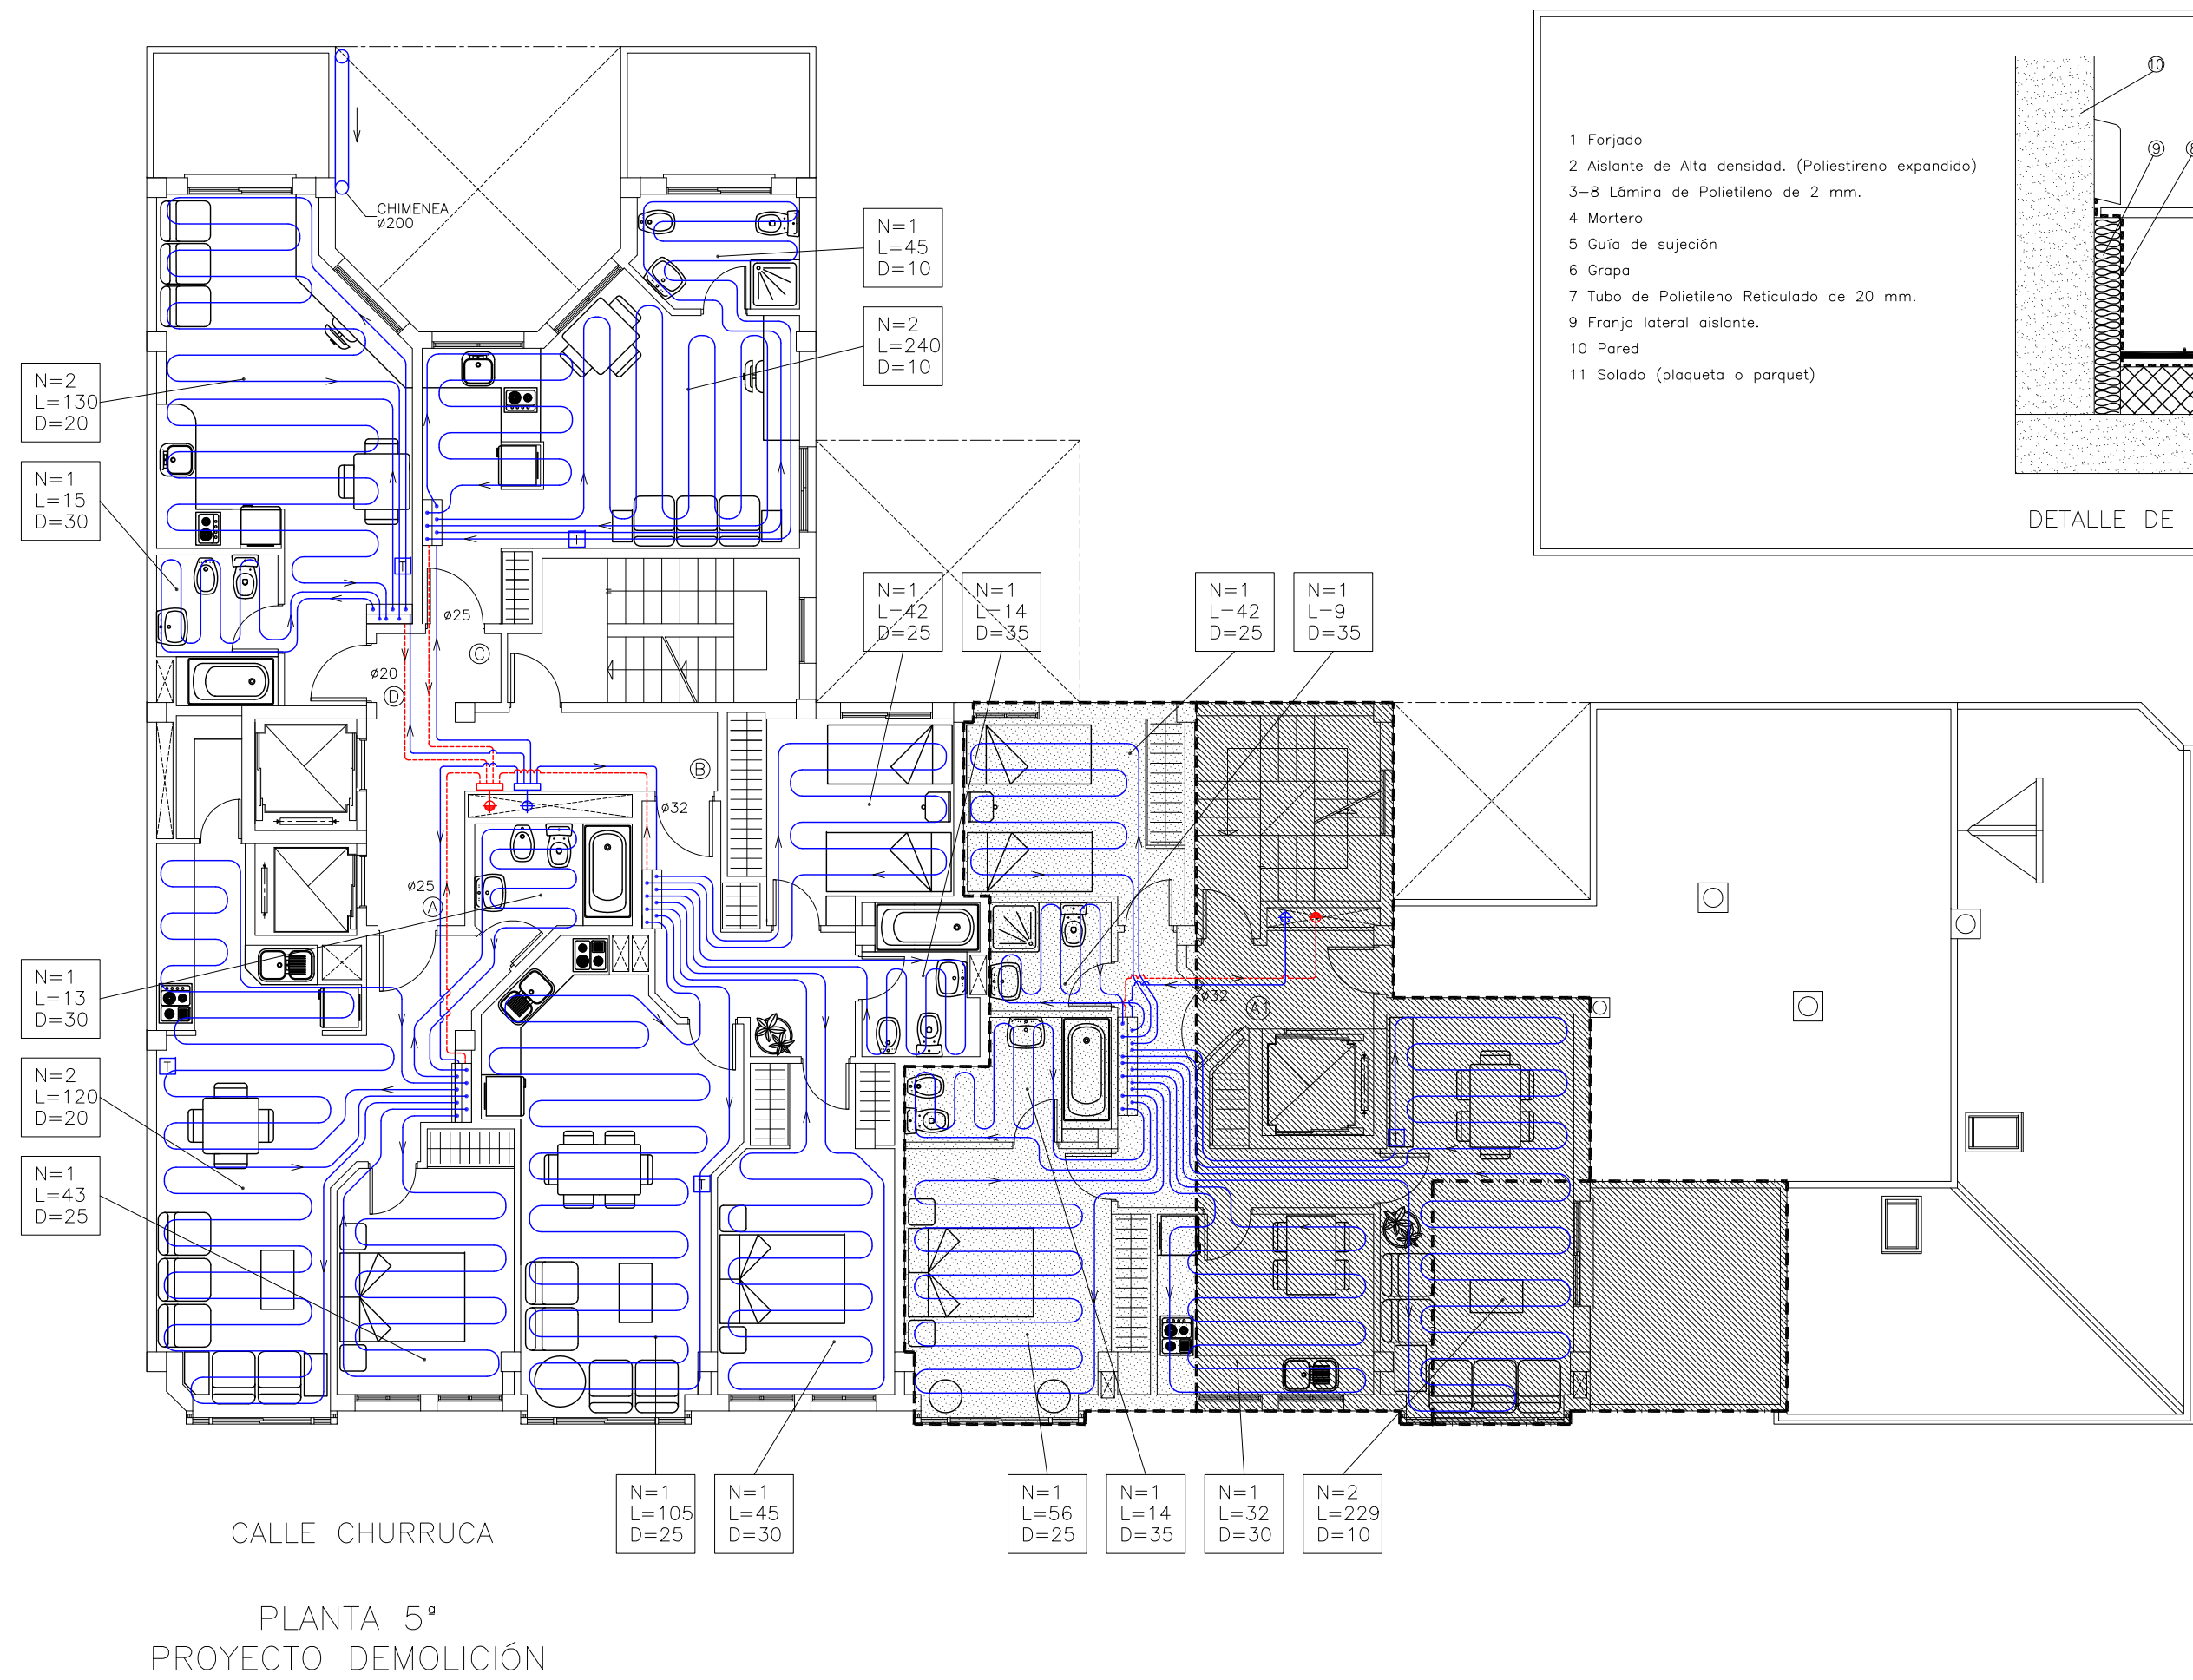 CHIMENEA
ø200
N=1
L=45
D=10
N=2
L=240
D=10
N=2
L=130
D=20
N=1
L=15
D=30
T
T
ø25
C
ø20
D
N=1
L=42
D=25
N=1
L=14
D=35
N=1
L=42
D=25
N=1
L=9
D=35
B
ø32
ø25
A
ø32
A1
N=1
L=13
D=30
N=2
L=120
D=20
N=1
L=43
D=25
T
T
T
N=1
L=105
D=25
N=1
L=45
D=30
N=1
L=56
D=25
N=1
L=14
D=35
N=1
L=32
D=30
N=2
L=229
D=10
1 Forjado
2 Aislante de Alta densidad. (Poliestireno expandido)
3-8 Lámina de Polietileno de 2 mm.
4 Mortero
5 Guía de sujeción
6 Grapa
7 Tubo de Polietileno Reticulado de 20 mm.
9 Franja lateral aislante.
10 Pared
11 Solado (plaqueta o parquet)
10
9
8
DETALLE DE
CALLE CHURRUCA
PLANTA 5ª
PROYECTO DEMOLICIÓN